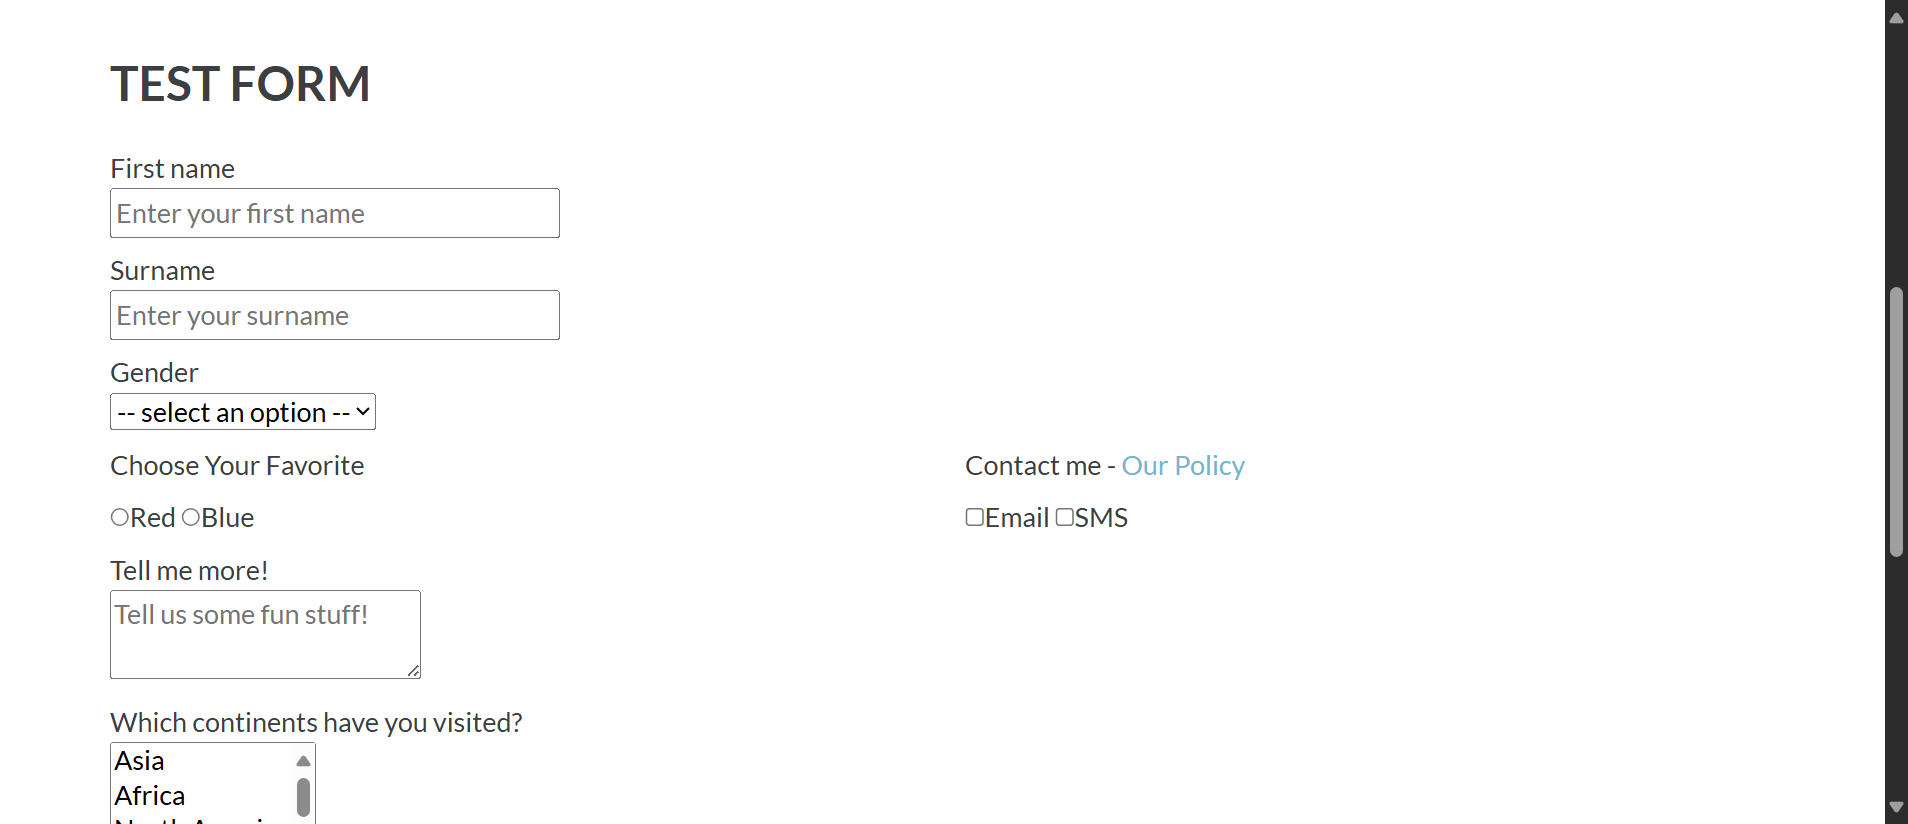 TEST FORM
First name
Enter your first name
Surname
Enter your surname
Gender
-- select an option --
Choose Your Favorite
Red Blue
Contact me - Our Policy
Email SMS
Tell me more!
Tell us some fun stuff!
Which continents have you visited?
Asia
Africa